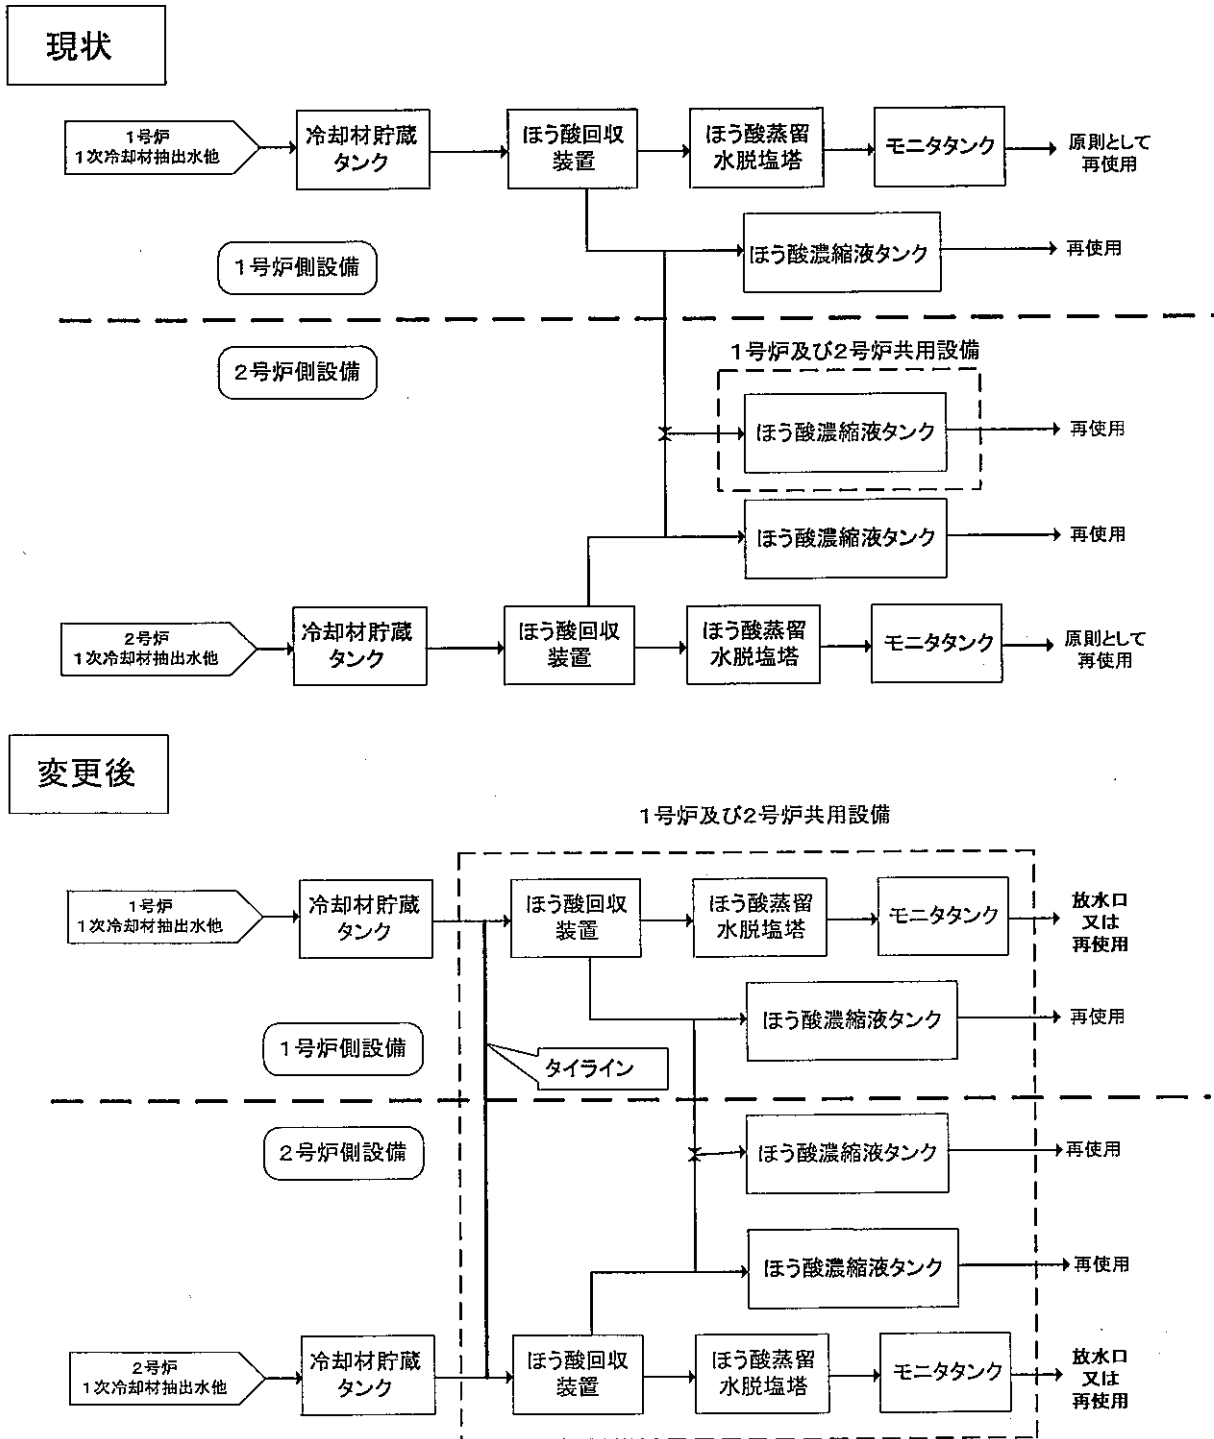 現状
1号炉
1次冷却材抽出水他
冷却材貯蔵
タンク
ほう酸回収
装置
ほう酸蒸留
水脱塩塔
モニタタンク
原則として
再使用
ほう酸濃縮液タンク
再使用
1号炉側設備
2号炉側設備
1号炉及び2号炉共用設備
ほう酸濃縮液タンク
再使用
ほう酸濃縮液タンク
再使用
2号炉
1次冷却材抽出水他
冷却材貯蔵
タンク
ほう酸回収
装置
ほう酸蒸留
水脱塩塔
モニタタンク
原則として
再使用
変更後
1号炉及び2号炉共用設備
1号炉
1次冷却材抽出水他
冷却材貯蔵
タンク
ほう酸回収
装置
ほう酸蒸留
水脱塩塔
モニタタンク
放水口
又は
再使用
ほう酸濃縮液タンク
再使用
1号炉側設備
タイライン
2号炉側設備
ほう酸濃縮液タンク
再使用
ほう酸濃縮液タンク
再使用
2号炉
1次冷却材抽出水他
冷却材貯蔵
タンク
ほう酸回収
装置
ほう酸蒸留
水脱塩塔
モニタタンク
放水口
又は
再使用